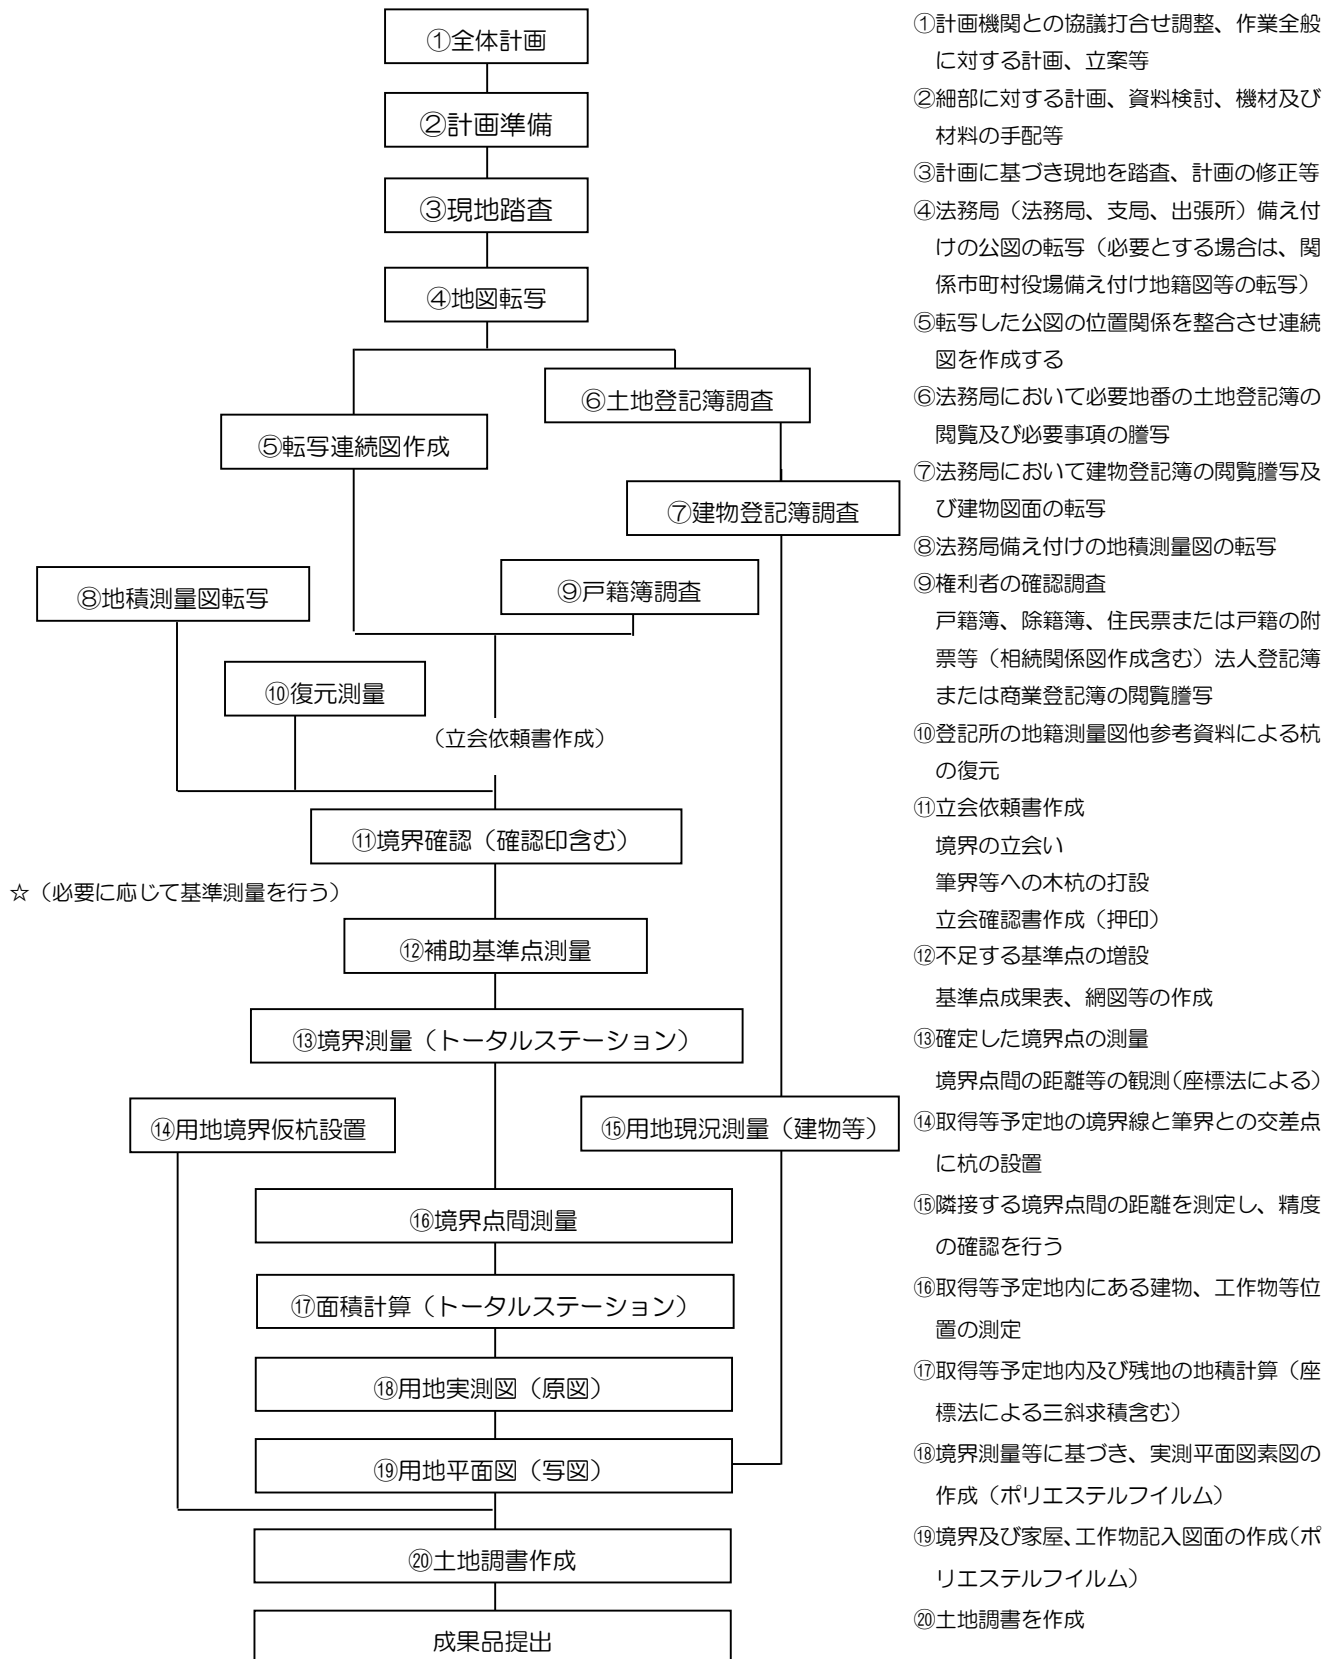 ①全体計画
②計画準備
③現地踏査
④地図転写
⑥土地登記簿調査
⑤転写連続図作成
⑦建物登記簿調査
⑨戸籍簿調査
⑧地積測量図転写
⑩復元測量
（立会依頼書作成）
⑪境界確認（確認印含む）
☆（必要に応じて基準測量を行う）
⑫補助基準点測量
⑬境界測量（トータルステーション）
⑭用地境界仮杭設置
⑮用地現況測量（建物等）
⑯境界点間測量
⑰面積計算（トータルステーション）
⑱用地実測図（原図）
⑲用地平面図（写図）
⑳土地調書作成
成果品提出
①計画機関との協議打合せ調整、作業全般
に対する計画、立案等
②細部に対する計画、資料検討、機材及び
材料の手配等
③計画に基づき現地を踏査、計画の修正等
④法務局（法務局、支局、出張所）備え付
けの公図の転写（必要とする場合は、関
係市町村役場備え付け地籍図等の転写）
⑤転写した公図の位置関係を整合させ連続
図を作成する
⑥法務局において必要地番の土地登記簿の
閲覧及び必要事項の謄写
⑦法務局において建物登記簿の閲覧謄写及
び建物図面の転写
⑧法務局備え付けの地積測量図の転写
⑨権利者の確認調査
戸籍簿、除籍簿、住民票または戸籍の附
票等（相続関係図作成含む）法人登記簿
または商業登記簿の閲覧謄写
⑩登記所の地籍測量図他参考資料による杭
の復元
⑪立会依頼書作成
境界の立会い
筆界等への木杭の打設
立会確認書作成（押印）
⑫不足する基準点の増設
基準点成果表、網図等の作成
⑬確定した境界点の測量
境界点間の距離等の観測（座標法による）
⑭取得等予定地の境界線と筆界との交差点
に杭の設置
⑮隣接する境界点間の距離を測定し、精度
の確認を行う
⑯取得等予定地内にある建物、工作物等位
置の測定
⑰取得等予定地内及び残地の地積計算（座
標法による三斜求積含む）
⑱境界測量等に基づき、実測平面図素図の
作成（ポリエステルフイルム）
⑲境界及び家屋、工作物記入図面の作成（ポ
リエステルフイルム）
⑳土地調書を作成